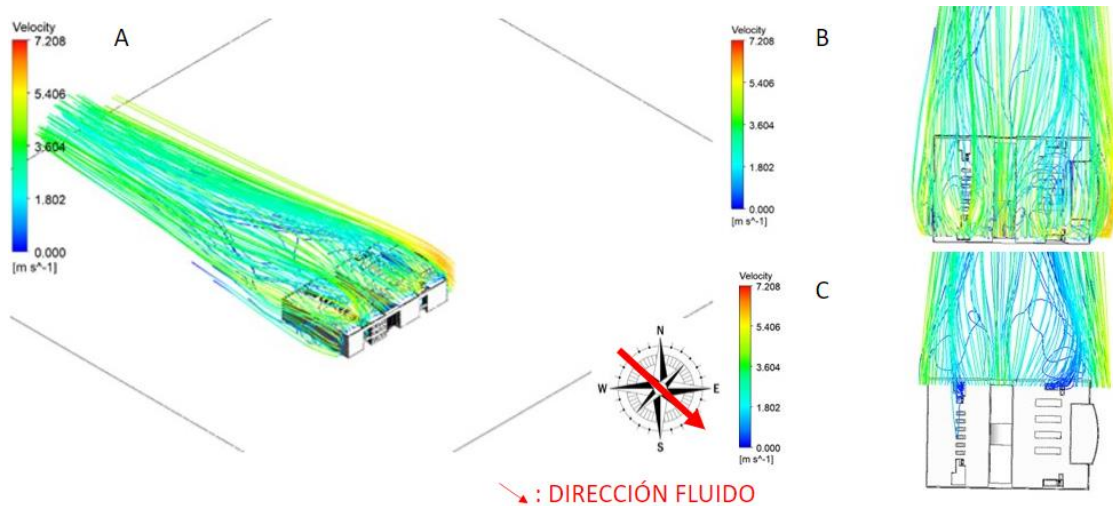 Velocity
7.208
5.406
3.604
1.802
0.000
[m s^-1]
A
Velocity
7.208
5.406
3.604
1.802
0.000
[m s^-1]
B
Velocity
7.208
5.406
3.604
1.802
0.000
[m s^-1]
C
N
W
E
S
: DIRECCIÓN FLUIDO